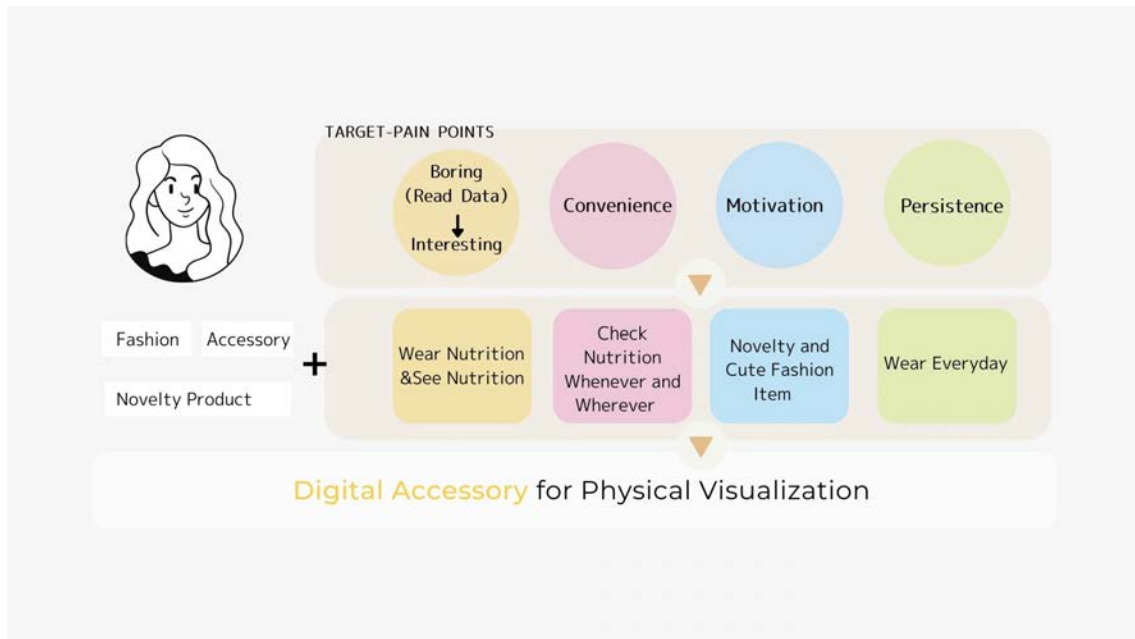 TARGET-PAIN POINTS
Boring
(Read Data)
Interesting
Convenience
Motivation
Persistence
Fashion
Accessory
Novelty Product
+
Wear Nutrition
&See Nutrition
Check
Nutrition
Whenever and
Wherever
Novelty and
Cute Fashion
Item
Wear Everyday
Digital Accessory for Physical Visualization